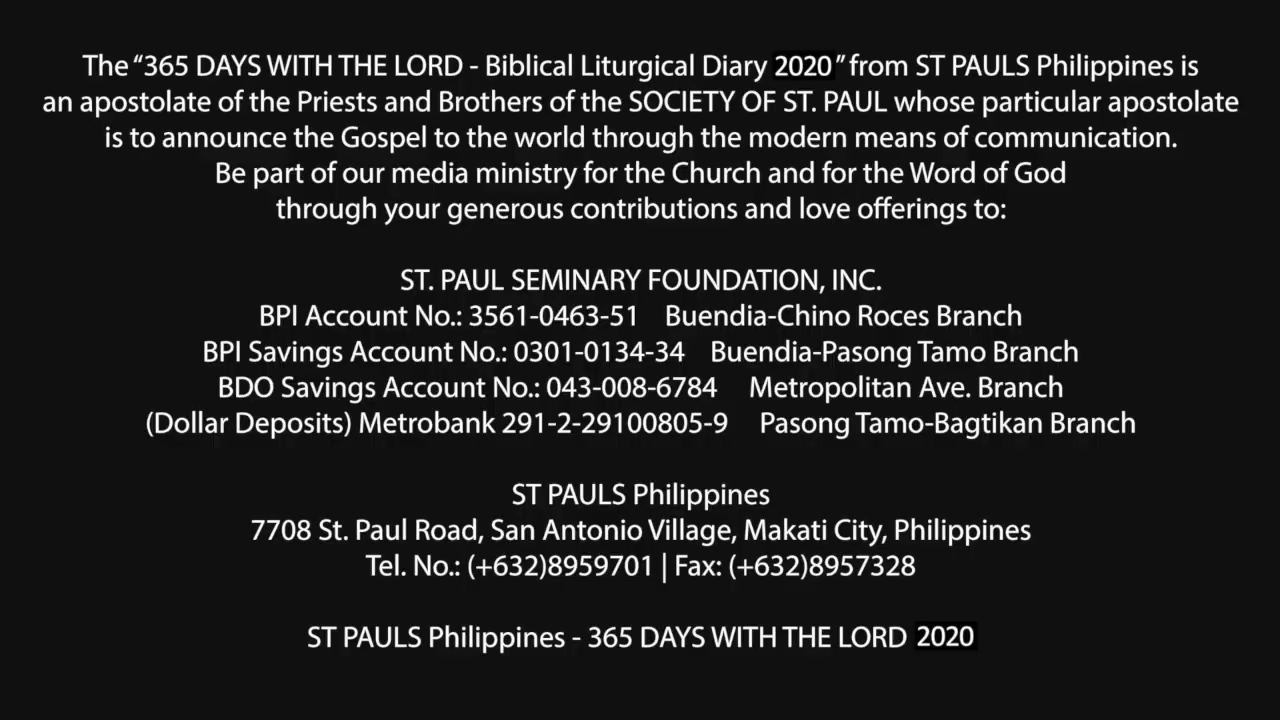 The “365 DAYS WITH THE LORD - Biblical Liturgical Diary 2020” from ST PAULS Philippines is
an apostolate of the Priests and Brothers of the SOCIETY OF ST. PAUL whose particular apostolate
is to announce the Gospel to the world through the modern means of communication.
Be part of our media ministry for the Church and for the Word of God
through your generous contributions and love offerings to:
ST. PAUL SEMINARY FOUNDATION, INC.
BPI Account No.: 3561-0463-51 Buendia-Chino Roces Branch
BPI Savings Account No.: 0301-0134-34 Buendia-Pasong Tamo Branch
BDO Savings Account No.: 043-008-6784 Metropolitan Ave. Branch
(Dollar Deposits) Metrobank 291-2-29100805-9 Pasong Tamo-Bagtikan Branch
ST PAULS Philippines
7708 St. Paul Road, San Antonio Village, Makati City, Philippines
Tel. No.: (+632)8959701 | Fax: (+632)8957328
ST PAULS Philippines - 365 DAYS WITH THE LORD 2020